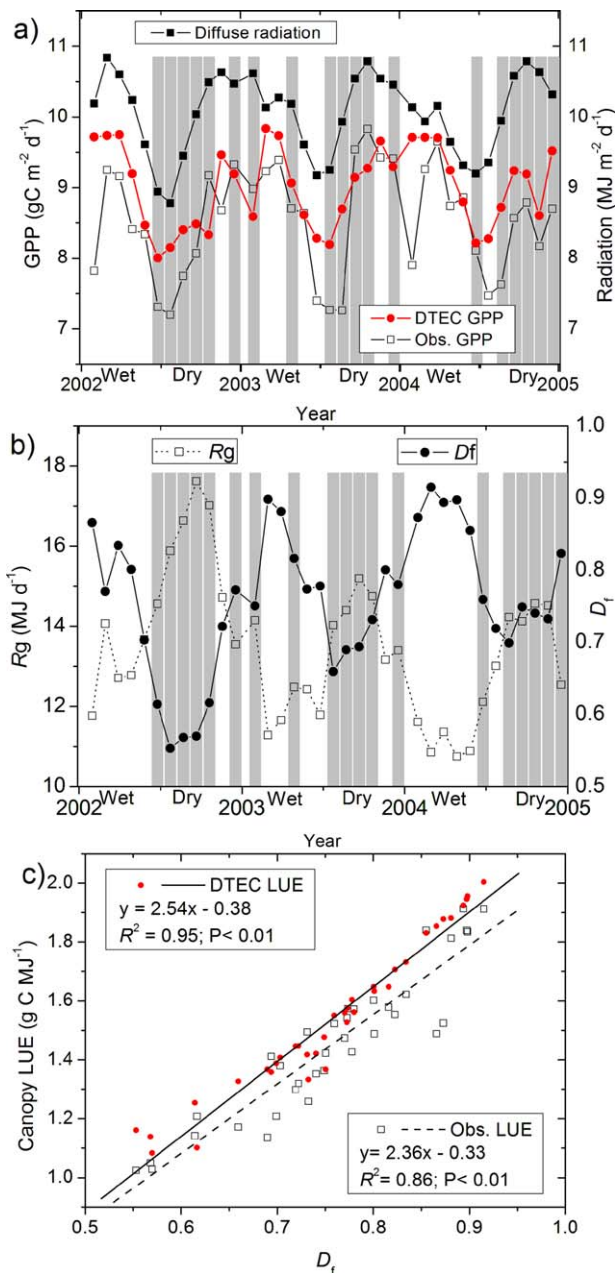 a)
Diffuse radiation
11 11
10 10
9 9
8 8
7 7
GPP (gC m⁻² d⁻¹)
Radiation (MJ m⁻² d⁻¹)
DTEC GPP
Obs. GPP
Wet Dry Wet Dry Wet Dry
2002 2003 2004 2005
Year
b)
Rg
Df
18 1.0
16 0.9
14 0.8
12 0.7
0.6
10 0.5
Rg (MJ d⁻¹)
Df
Wet Dry Wet Dry Wet Dry
2002 2003 2004 2005
Year
c)
DTEC LUE
y = 2.54x - 0.38
R² = 0.95; P< 0.01
2.0
1.8
1.6
1.4
1.2
1.0
Canopy LUE (g C MJ⁻¹)
Obs. LUE
y= 2.36x - 0.33
R² = 0.86; P< 0.01
0.5 0.6 0.7 0.8 0.9 1.0
Df